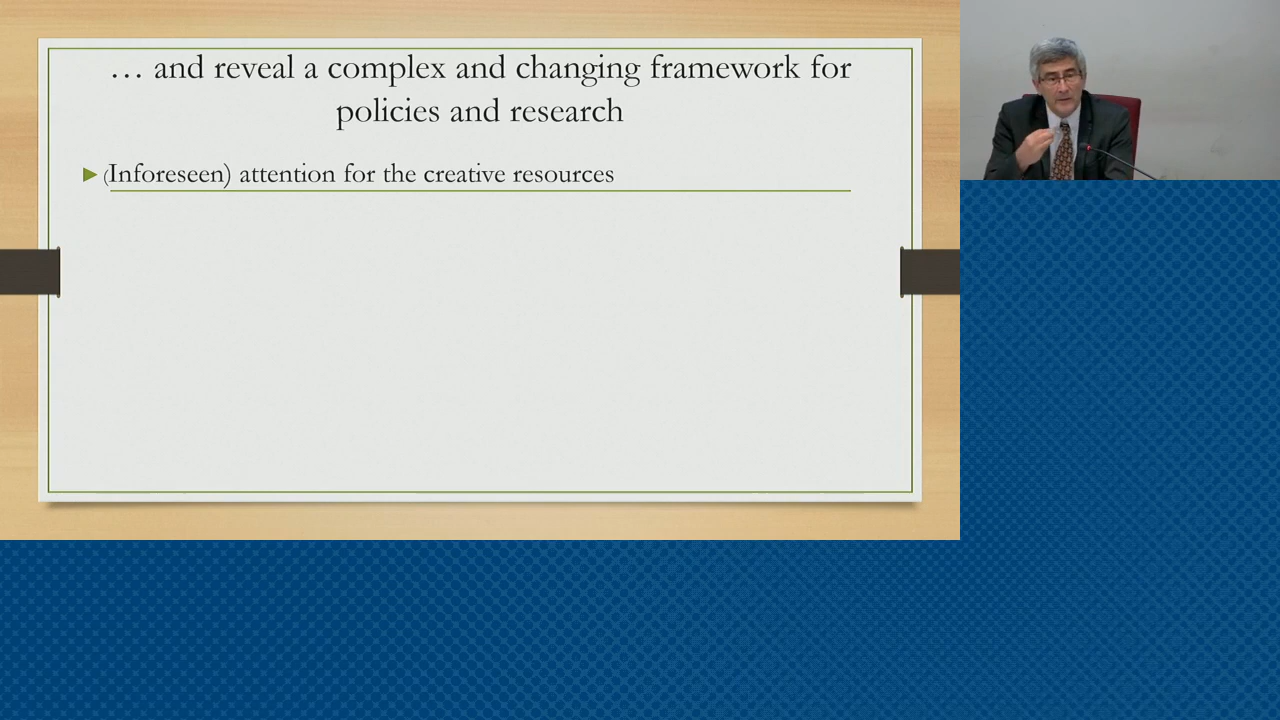 … and reveal a complex and changing framework for
policies and research
(Inforeseen) attention for the creative resources